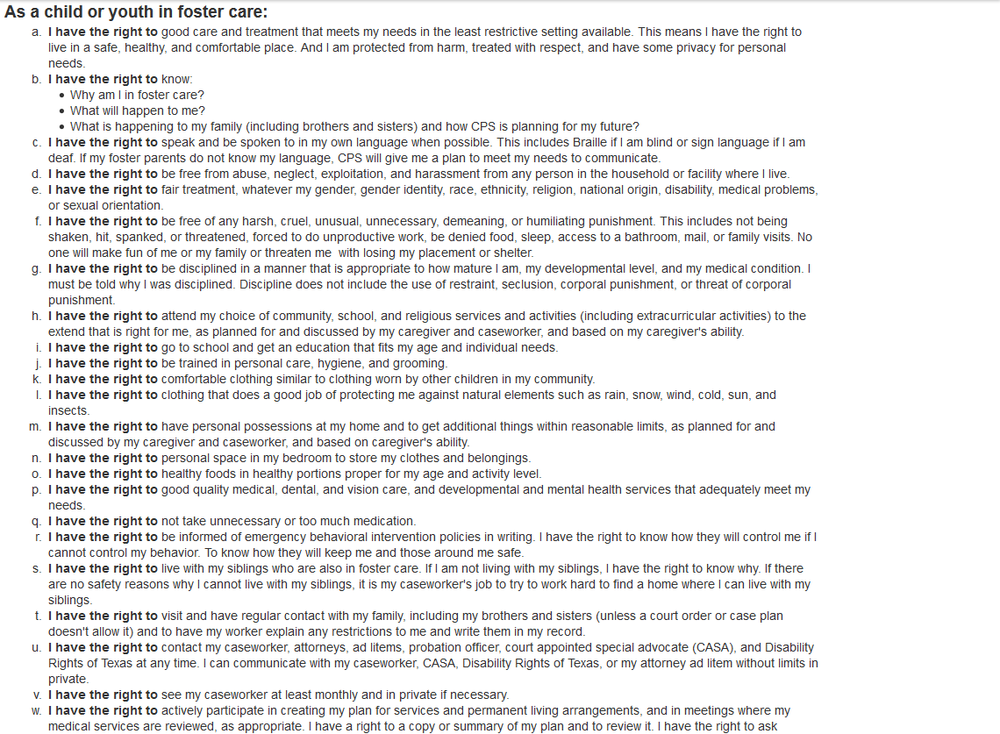 As a child or youth in foster care:
a. I have the right to good care and treatment that meets my needs in the least restrictive setting available. This means I have the right to
live in a safe, healthy, and comfortable place. And I am protected from harm, treated with respect, and have some privacy for personal
needs.
b. I have the right to know:
• Why am I in foster care?
• What will happen to me?
• What is happening to my family (including brothers and sisters) and how CPS is planning for my future?
c. I have the right to speak and be spoken to in my own language when possible. This includes Braille if I am blind or sign language if I am
deaf. If my foster parents do not know my language, CPS will give me a plan to meet my needs to communicate.
d. I have the right to be free from abuse, neglect, exploitation, and harassment from any person in the household or facility where I live.
e. I have the right to fair treatment, whatever my gender, gender identity, race, ethnicity, religion, national origin, disability, medical problems,
or sexual orientation.
f. I have the right to be free of any harsh, cruel, unusual, unnecessary, demeaning, or humiliating punishment. This includes not being
shaken, hit, spanked, or threatened, forced to do unproductive work, be denied food, sleep, access to a bathroom, mail, or family visits. No
one will make fun of me or my family or threaten me with losing my placement or shelter.
g. I have the right to be disciplined in a manner that is appropriate to how mature I am, my developmental level, and my medical condition. I
must be told why I was disciplined. Discipline does not include the use of restraint, seclusion, corporal punishment, or threat of corporal
punishment.
h. I have the right to attend my choice of community, school, and religious services and activities (including extracurricular activities) to the
extend that is right for me, as planned for and discussed by my caregiver and caseworker, and based on my caregiver's ability.
i. I have the right to go to school and get an education that fits my age and individual needs.
j. I have the right to be trained in personal care, hygiene, and grooming.
k. I have the right to comfortable clothing similar to clothing worn by other children in my community.
l. I have the right to clothing that does a good job of protecting me against natural elements such as rain, snow, wind, cold, sun, and
insects.
m. I have the right to have personal possessions at my home and to get additional things within reasonable limits, as planned for and
discussed by my caregiver and caseworker, and based on caregiver's ability.
n. I have the right to personal space in my bedroom to store my clothes and belongings.
o. I have the right to healthy foods in healthy portions proper for my age and activity level.
p. I have the right to good quality medical, dental, and vision care, and developmental and mental health services that adequately meet my
needs.
q. I have the right to not take unnecessary or too much medication.
r. I have the right to be informed of emergency behavioral intervention policies in writing. I have the right to know how they will control me if I
cannot control my behavior. To know how they will keep me and those around me safe.
s. I have the right to live with my siblings who are also in foster care. If I am not living with my siblings, I have the right to know why. If there
are no safety reasons why I cannot live with my siblings, it is my caseworker's job to try to work hard to find a home where I can live with my
siblings.
t. I have the right to visit and have regular contact with my family, including my brothers and sisters (unless a court order or case plan
doesn't allow it) and to have my worker explain any restrictions to me and write them in my record.
u. I have the right to contact my caseworker, attorneys, ad litems, probation officer, court appointed special advocate (CASA), and Disability
Rights of Texas at any time. I can communicate with my caseworker, CASA, Disability Rights of Texas, or my attorney ad litem without limits in
private.
v. I have the right to see my caseworker at least monthly and in private if necessary.
w. I have the right to actively participate in creating my plan for services and permanent living arrangements, and in meetings where my
medical services are reviewed, as appropriate. I have a right to a copy or summary of my plan and to review it. I have the right to ask